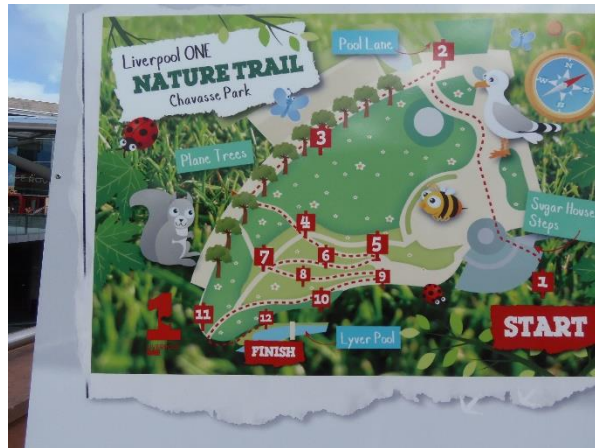 Liverpool ONE
NATURE TRAIL
Chavasse Park
Pool Lane
2
N
E
S
W
3
Plane Trees
Sugar House
Steps
4
5
6
7
8
9
10
11
12
1
1
START
FINISH
Lyver Pool